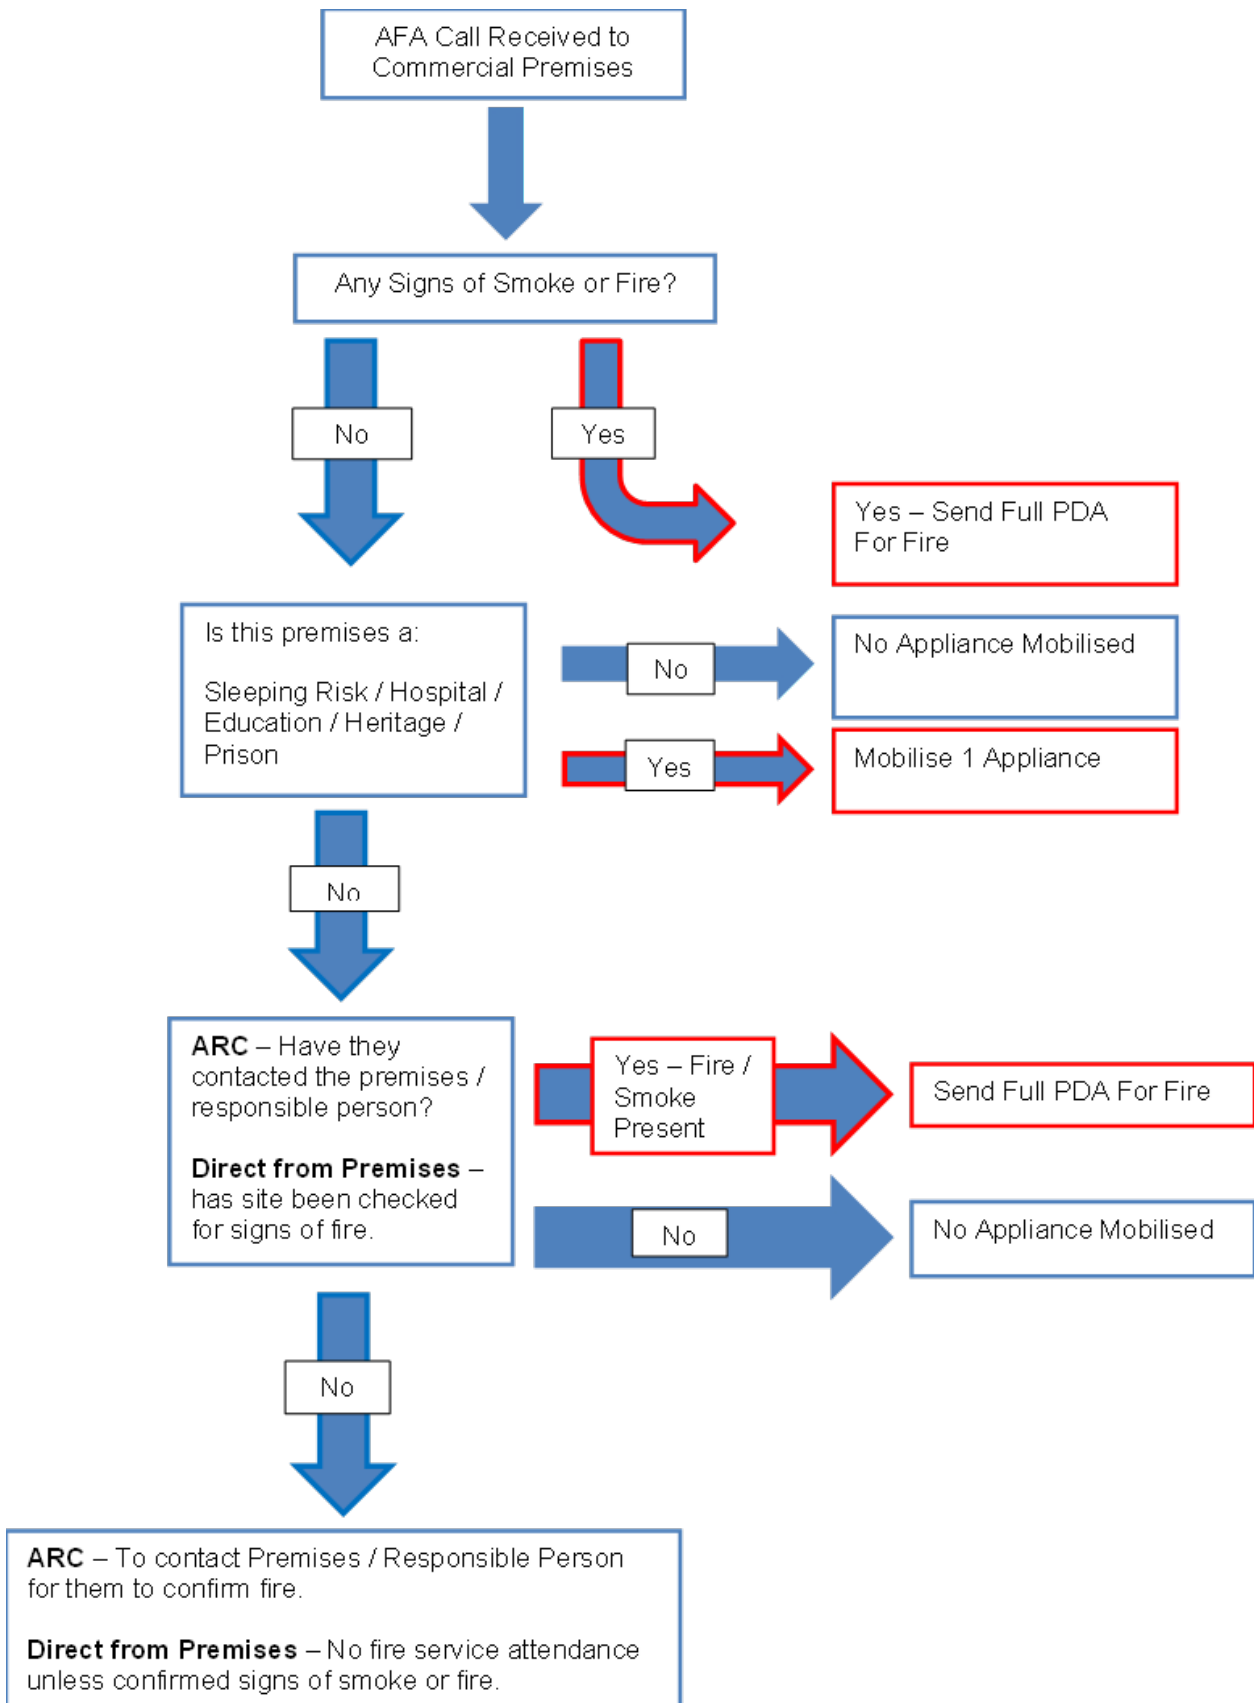 AFA Call Received to
Commercial Premises
Any Signs of Smoke or Fire?
No
Yes
Yes – Send Full PDA
For Fire
Is this premises a:
Sleeping Risk / Hospital /
Education / Heritage /
Prison
No
No Appliance Mobilised
Yes
Mobilise 1 Appliance
No
ARC – Have they
contacted the premises /
responsible person?
Direct from Premises –
has site been checked
for signs of fire.
Yes – Fire /
Smoke
Present
Send Full PDA For Fire
No
No Appliance Mobilised
No
ARC – To contact Premises / Responsible Person
for them to confirm fire.
Direct from Premises – No fire service attendance
unless confirmed signs of smoke or fire.